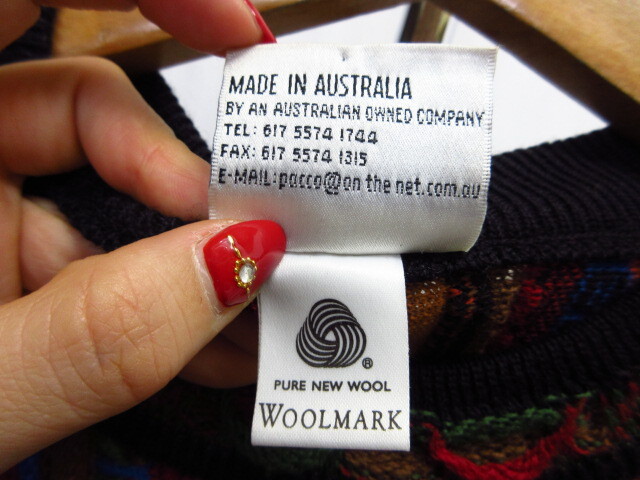 MADE IN AUSTRALIA
BY AN AUSTRALIAN OWNED COMPANY
TEL: 617 5574 1744
FAX: 617 5574 1315
E-MAIL:pacco@on the net.com.au
®
PURE NEW WOOL
WOOLMARK